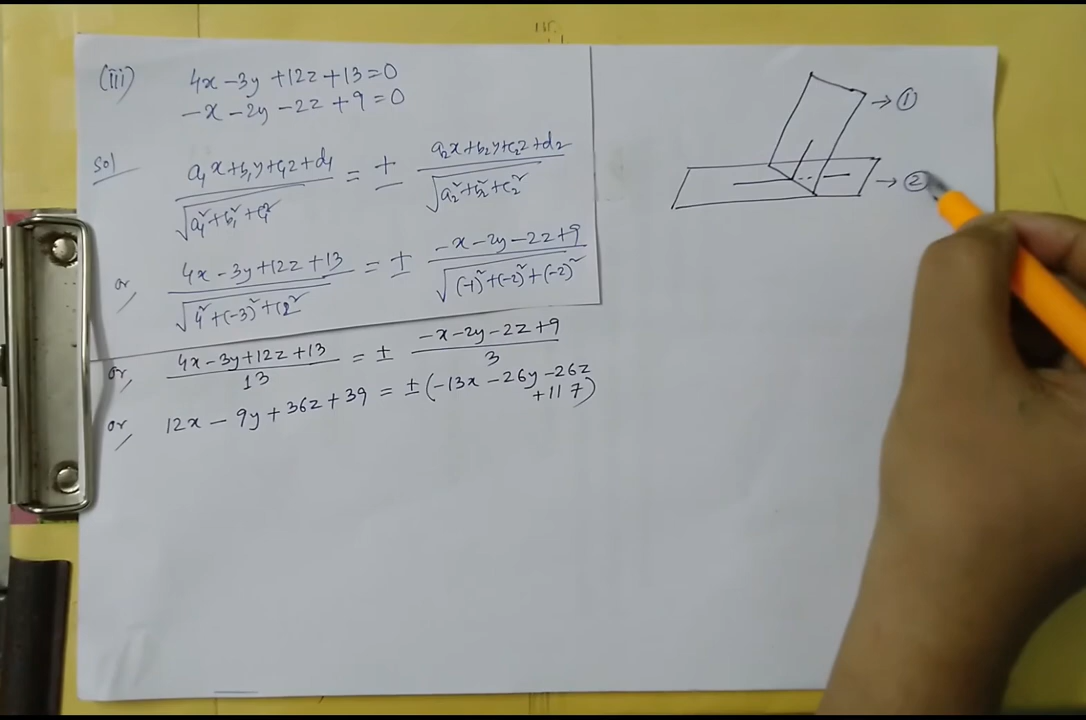 (iii) 4x - 3y + 12z + 13 = 0
-x - 2y - 2z + 9 = 0
Sol a₁x + b₁y + c₁z + d₁ / √(a₁² + b₁² + c₁²) = ± a₂x + b₂y + c₂z + d₂ / √(a₂² + b₂² + c₂²)
or, 4x - 3y + 12z + 13 / √(4² + (-3)² + 12²) = ± -x - 2y - 2z + 9 / √((-1)² + (-2)² + (-2)²)
or, 4x - 3y + 12z + 13 / 13 = ± -x - 2y - 2z + 9 / 3
or, 12x - 9y + 36z + 39 = ± (-13x - 26y - 26z
+ 117)
→ ①
→ ②